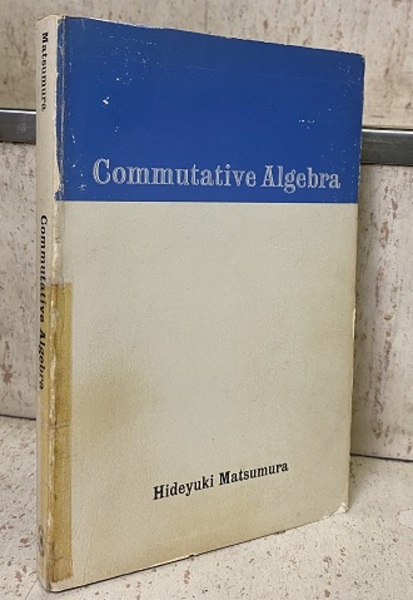 Matsumura
Commutative Algebra
Commutative Algebra
Hideyuki Matsumura